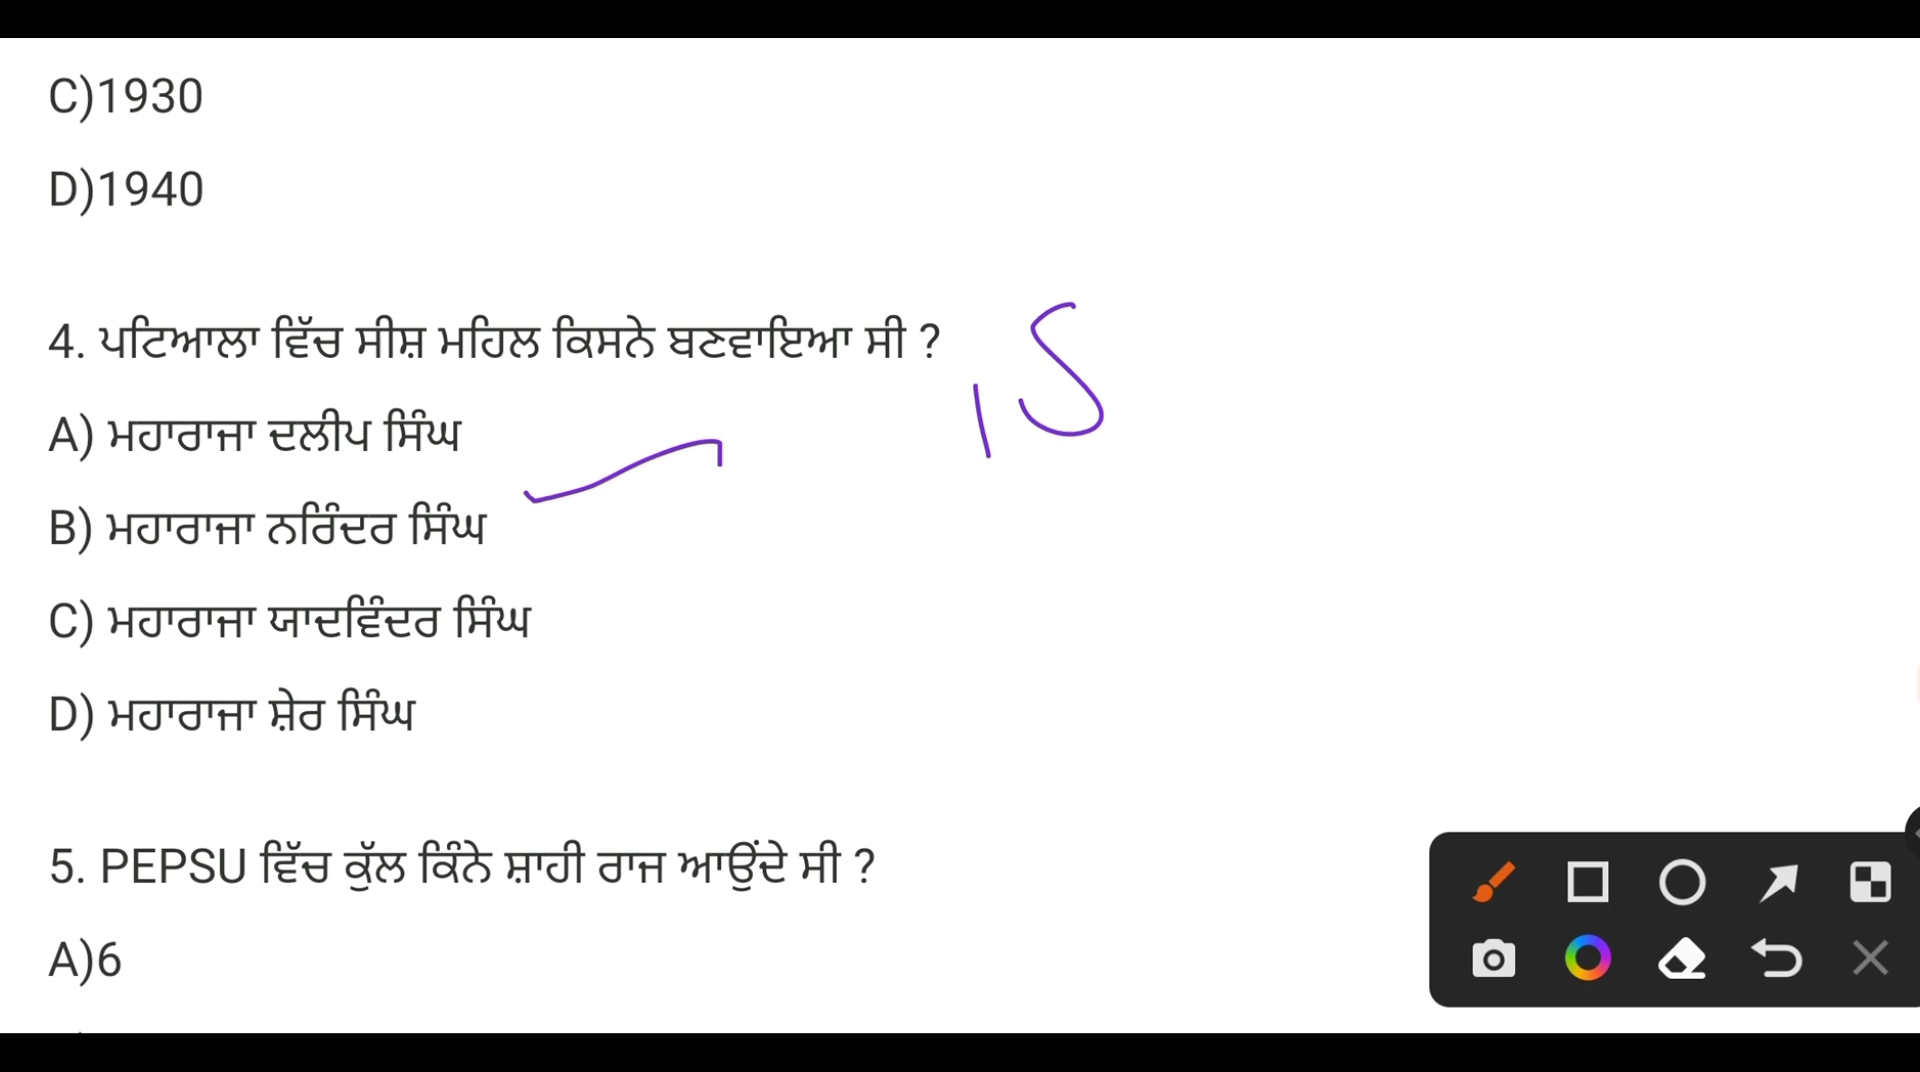 C)1930
D)1940
4. ਪਟਿਆਲਾ ਵਿੱਚ ਸੀਸ਼ ਮਹਿਲ ਕਿਸਨੇ ਬਣਵਾਇਆ ਸੀ ?
A) ਮਹਾਰਾਜਾ ਦਲੀਪ ਸਿੰਘ
B) ਮਹਾਰਾਜਾ ਨਰਿੰਦਰ ਸਿੰਘ
C) ਮਹਾਰਾਜਾ ਯਾਦਵਿੰਦਰ ਸਿੰਘ
D) ਮਹਾਰਾਜਾ ਸ਼ੇਰ ਸਿੰਘ
5. PEPSU ਵਿੱਚ ਕੁੱਲ ਕਿੰਨੇ ਸ਼ਾਹੀ ਰਾਜ ਆਉਂਦੇ ਸੀ ?
A)6